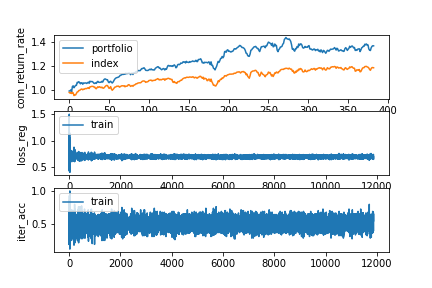 com_return_rate
1.4
1.2
1.0
portfolio
index
0 50 100 150 200 250 300 350 400
loss_reg
1.5
1.0
0.5
train
0 2000 4000 6000 8000 10000 12000
iter_acc
1.0
0.5
train
0 2000 4000 6000 8000 10000 12000